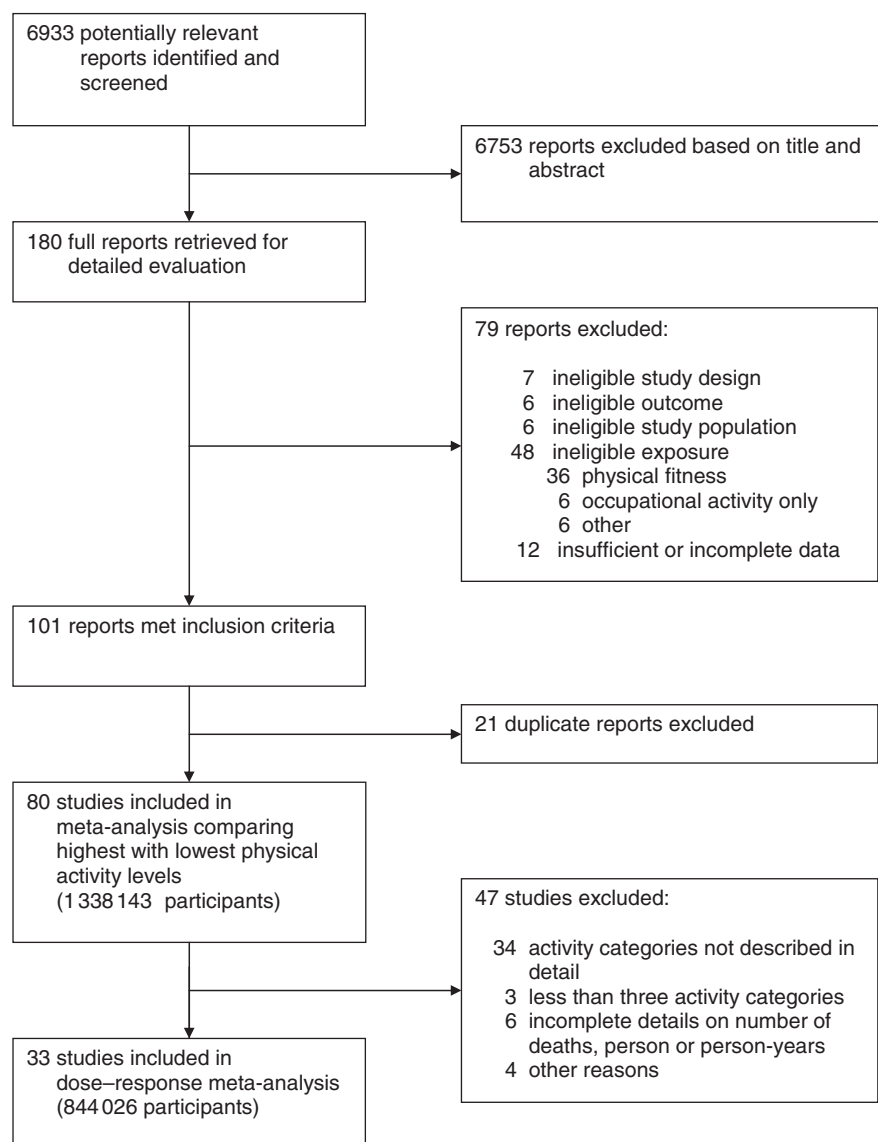 6933 potentially relevant
reports identified and
screened
6753 reports excluded based on title and
abstract
180 full reports retrieved for
detailed evaluation
79 reports excluded:
7 ineligible study design
6 ineligible outcome
6 ineligible study population
48 ineligible exposure
36 physical fitness
6 occupational activity only
6 other
12 insufficient or incomplete data
101 reports met inclusion criteria
21 duplicate reports excluded
80 studies included in
meta-analysis comparing
highest with lowest physical
activity levels
(1 338 143 participants)
47 studies excluded:
34 activity categories not described in
detail
3 less than three activity categories
6 incomplete details on number of
deaths, person or person-years
4 other reasons
33 studies included in
dose–response meta-analysis
(844 026 participants)